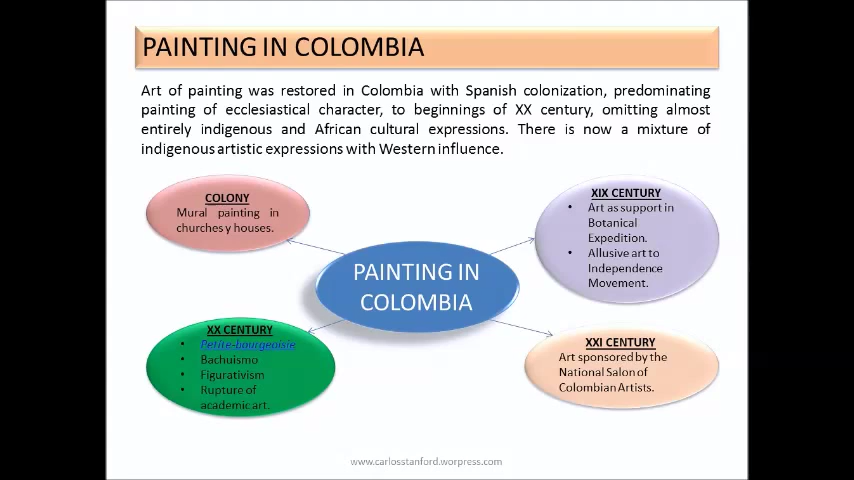 PAINTING IN COLOMBIA
Art of painting was restored in Colombia with Spanish colonization, predominating
painting of ecclesiastical character, to beginnings of XX century, omitting almost
entirely indigenous and African cultural expressions. There is now a mixture of
indigenous artistic expressions with Western influence.
COLONY
Mural painting in
churches y houses.
XIX CENTURY
• Art as support in
Botanical
Expedition.
• Allusive art to
Independence
Movement.
PAINTING IN
COLOMBIA
XX CENTURY
• Petite-bourgeoisie
• Bachuismo
• Figurativism
• Rupture of
academic art.
XXI CENTURY
Art sponsored by the
National Salon of
Colombian Artists.
www.carlosstanford.worpress.com